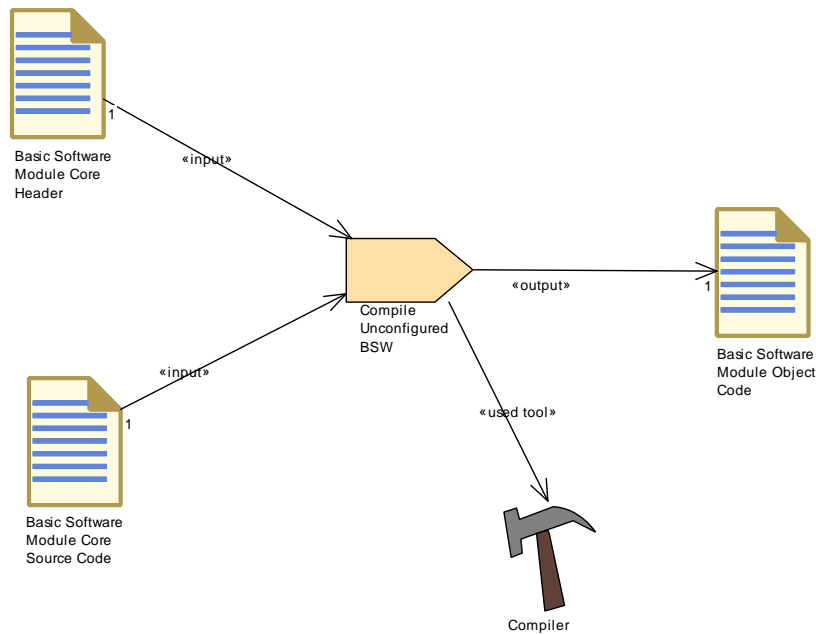 1
Basic Software
Module Core
Header
«input»
Compile
Unconfigured
BSW
«output»
1
Basic Software
Module Object
Code
«input»
1
«used tool»
Basic Software
Module Core
Source Code
Compiler